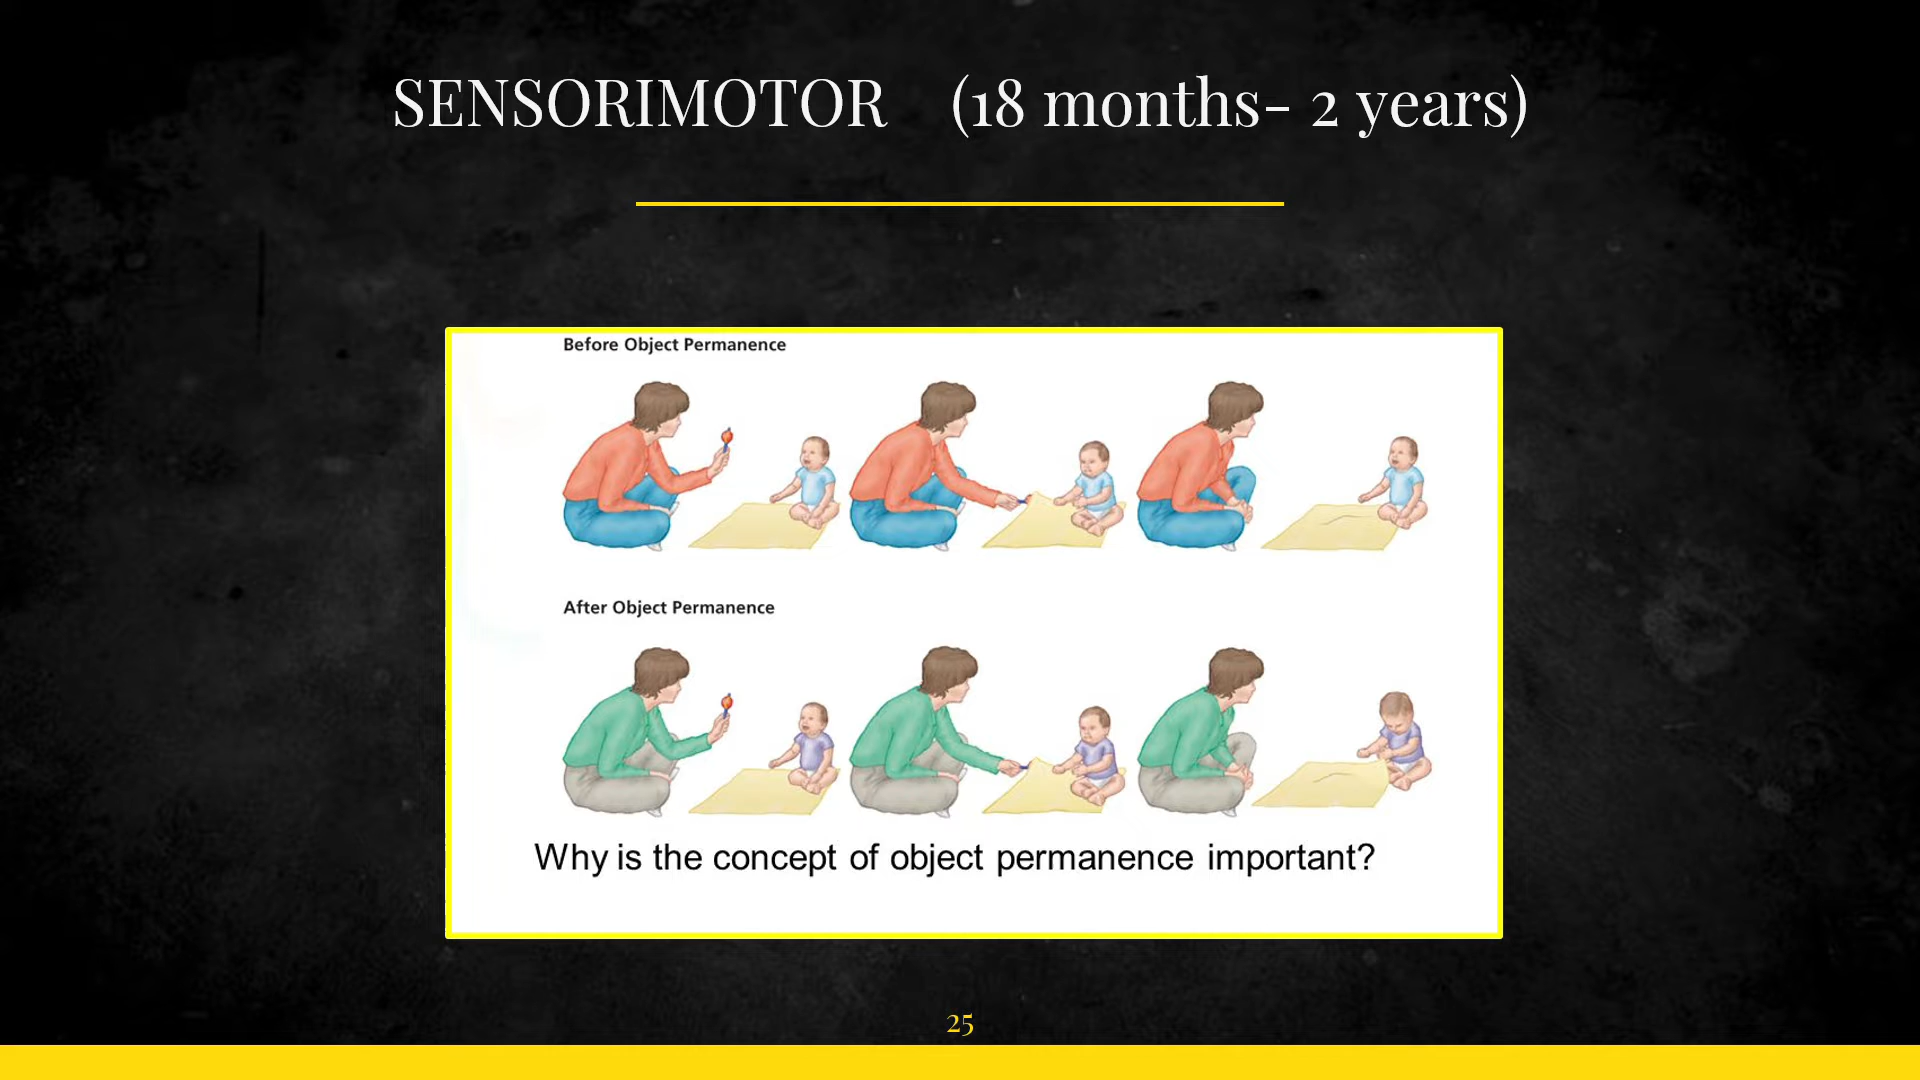 SENSORIMOTOR (18 months- 2 years)
Before Object Permanence
After Object Permanence
Why is the concept of object permanence important?
25